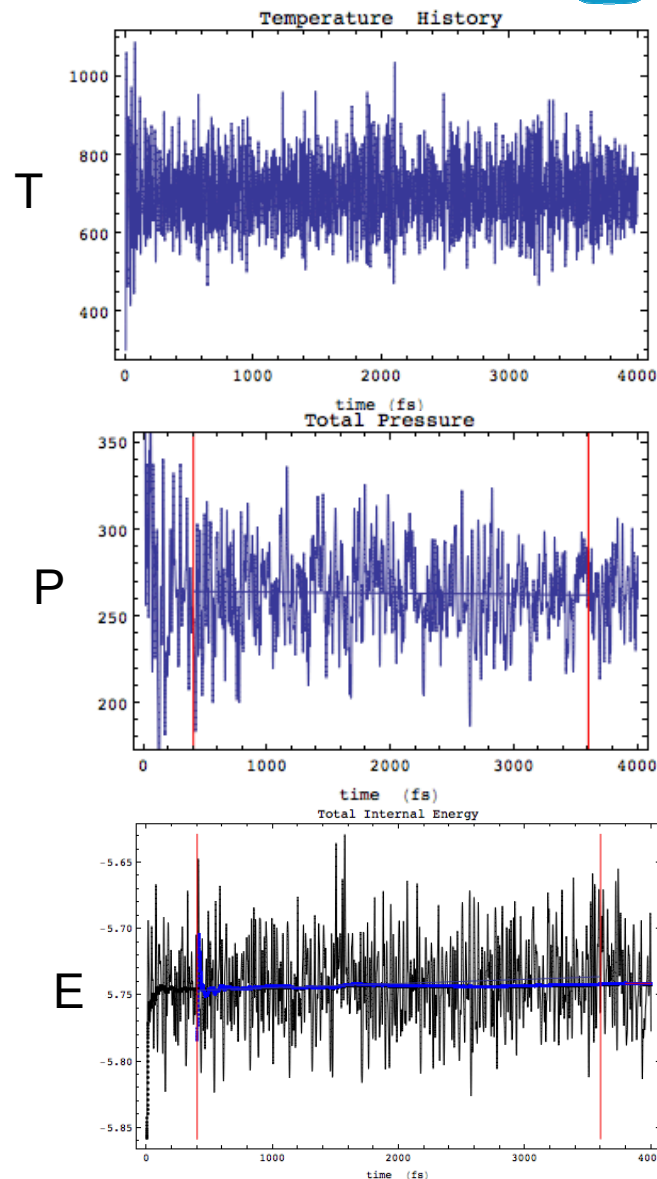 Temperature History
T
1000
800
600
400
0 1000 2000 3000 4000
time (fs)
Total Pressure
P
350
300
250
200
0 1000 2000 3000 4000
time (fs)
Total Internal Energy
E
-5.65
-5.70
-5.75
-5.80
-5.85
0 1000 2000 3000 400
time (fs)